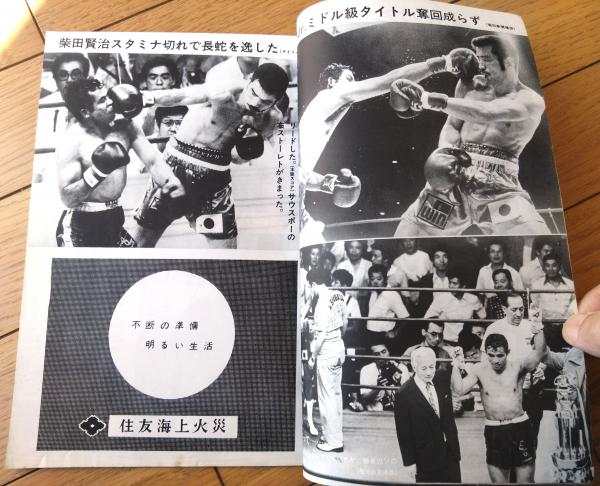 柴田賢治スタミナ切れで長蛇を逸した
リードした。サウスポーの
左ストレートがきまった。
不断の準備
明るい生活
住友海上火災
ミドル級タイトル奪回成らず